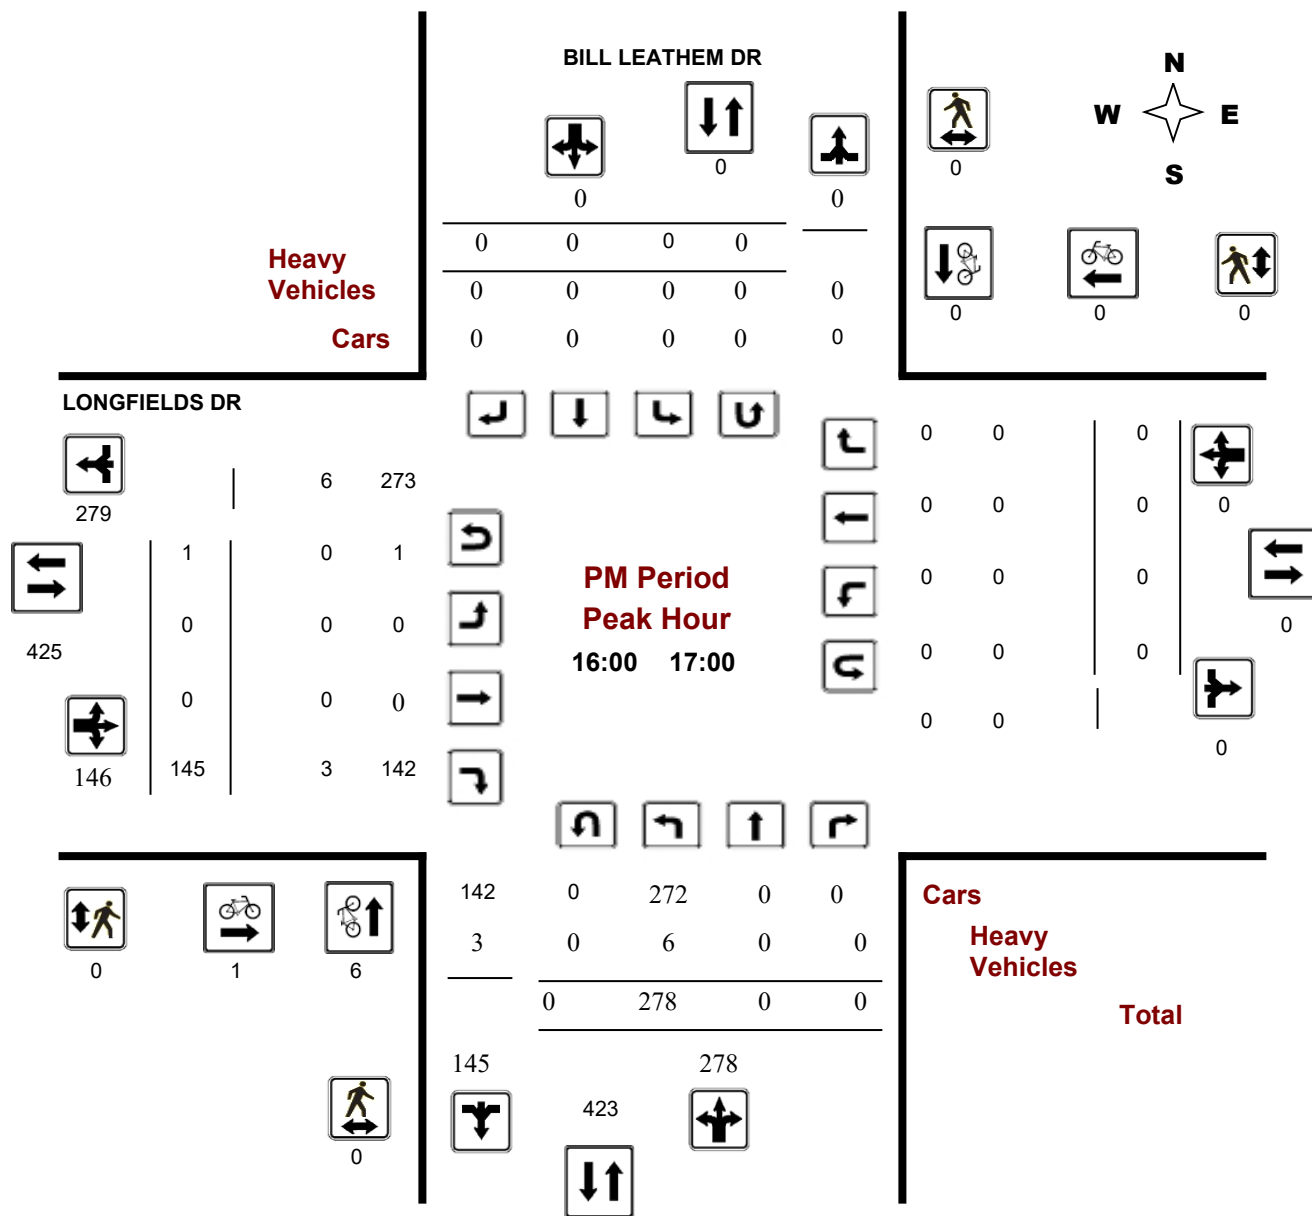 BILL LEATHEM DR
N
W E
S
0
0
0 0
0
0 0 0 0
Heavy
Vehicles
0 0 0 0 0
0 0 0
Cars
0 0 0 0 0
LONGFIELDS DR
0 0 0
6 273
279
0 0 0 0
1 0 1
PM Period
0 0 0
Peak Hour
0 0 0
0
425
16:00 17:00
0 0 0
0 0 0
0 0
0
146
145 3 142
142 0 272 0 0
Cars
3 0 6 0 0
Heavy
Vehicles
0 1 6
0 278 0 0
Total
145 278
423
0